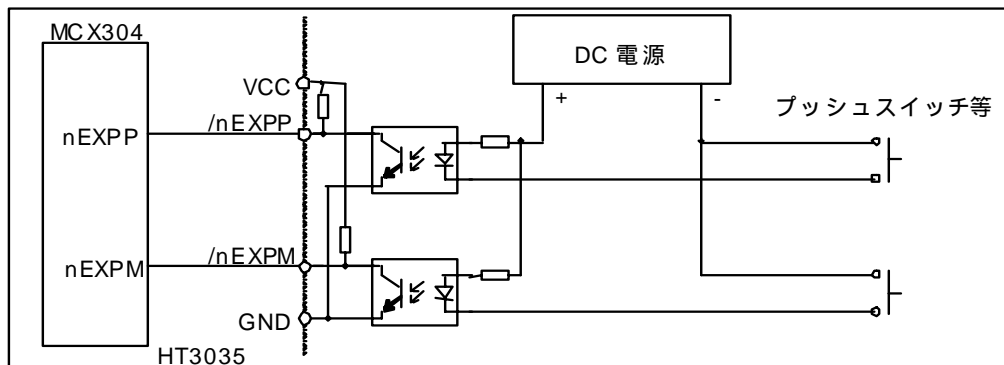 MCX304
DC 電源
VCC
+
-
プッシュスイッチ等
nEXPP
/nEXPP
nEXPM
/nEXPM
GND
HT3035